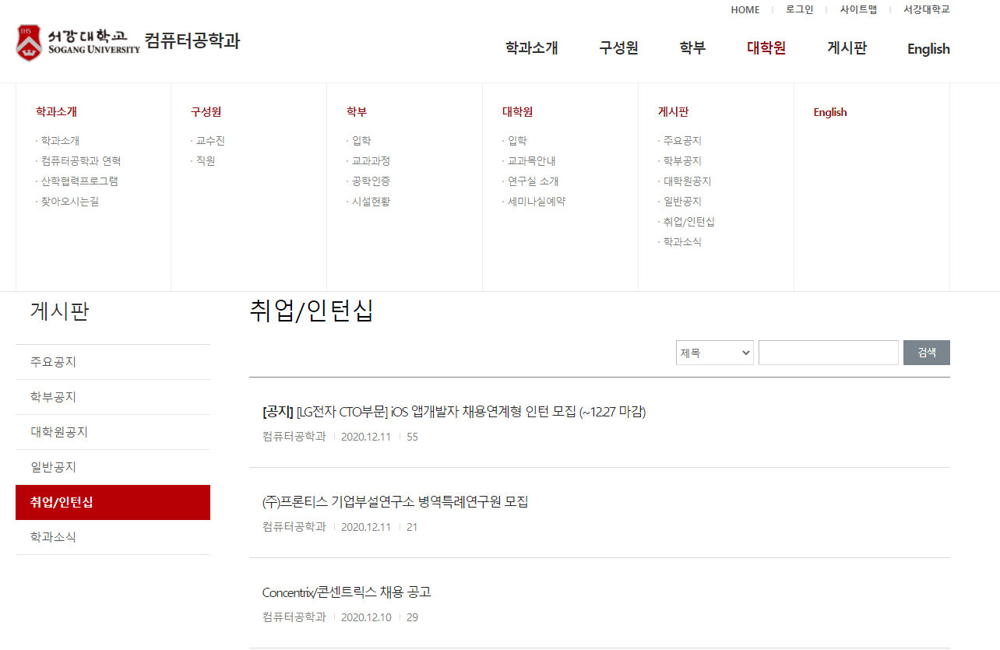 HOME 로그인 사이트맵 서강대학교
IHS
서강대학교 컴퓨터공학과
SOGANG UNIVERSITY
학과소개 구성원 학부 대학원 게시판 English
학과소개
· 학과소개
· 컴퓨터공학과 연혁
· 산학협력프로그램
· 찾아오시는길
구성원
· 교수진
· 직원
학부
· 입학
· 교과과정
· 공학인증
· 시설현황
대학원
· 입학
· 교과목안내
· 연구실 소개
· 세미나실예약
게시판
· 주요공지
· 학부공지
· 대학원공지
· 일반공지
· 취업/인턴십
· 학과소식
English
게시판
주요공지
학부공지
대학원공지
일반공지
취업/인턴십
학과소식
취업/인턴십
제목 검색
[공지] [LG전자 CTO부문] iOS 앱개발자 채용연계형 인턴 모집 (~12.27 마감)
컴퓨터공학과 2020.12.11 55
(주)프론티스 기업부설연구소 병역특례연구원 모집
컴퓨터공학과 2020.12.11 21
Concentrix/콘센트릭스 채용 공고
컴퓨터공학과 2020.12.10 29